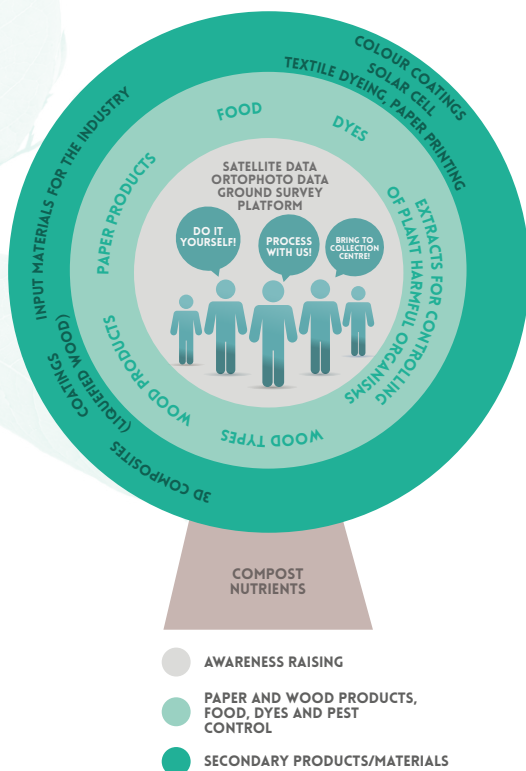 COLOUR COATINGS
SOLAR CELL
TEXTILE DYEING, PAPER PRINTING
INPUT MATERIALS FOR THE INDUSTRY
COATINGS
(LIQUEFIED WOOD)
3D COMPOSITES
FOOD
DYES
PAPER PRODUCTS
EXTRACTS FOR CONTROLLING
OF PLANT HARMFUL ORGANISMS
WOOD PRODUCTS
WOOD TYPES
SATELLITE DATA
ORTOPHOTO DATA
GROUND SURVEY
PLATFORM
DO IT
YOURSELF!
PROCESS
WITH US!
BRING TO
COLLECTION
CENTRE!
COMPOST
NUTRIENTS
AWARENESS RAISING
PAPER AND WOOD PRODUCTS,
FOOD, DYES AND PEST
CONTROL
SECONDARY PRODUCTS/MATERIALS